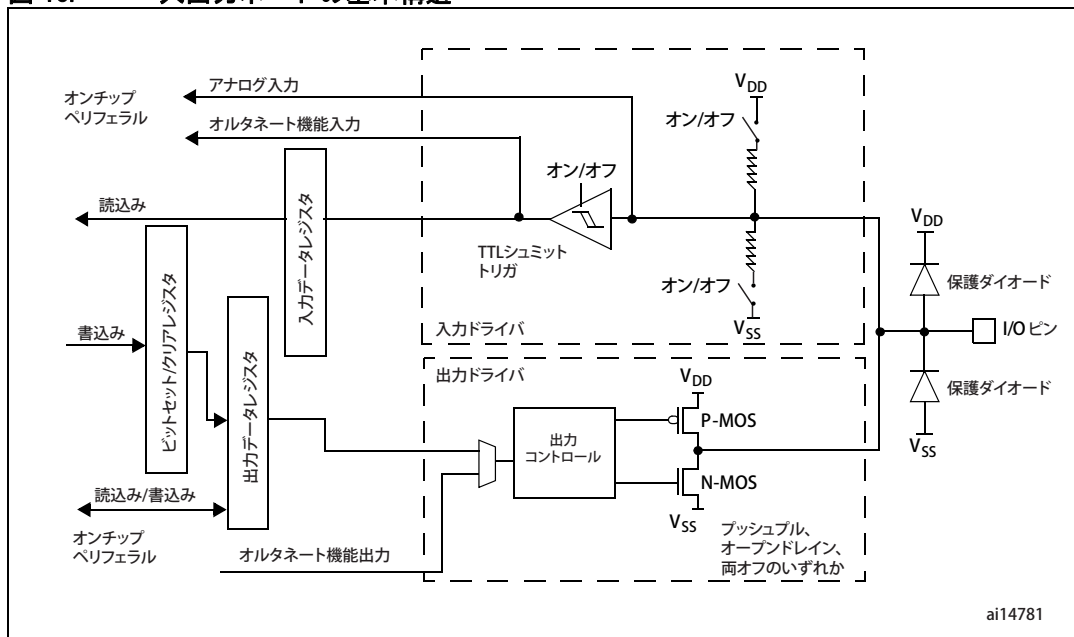 アナログ入力
オンチップ
ペリフェラル
オルタネート機能入力
読込み
入力データレジスタ
オン/オフ
TTLシュミット
トリガ
VDD
オン/オフ
オン/オフ
VSS
入力ドライバ
VDD
保護ダイオード
I/O ピン
保護ダイオード
VSS
書込み
ビットセット/クリアレジスタ
出力データレジスタ
読込み/書込み
オンチップ
ペリフェラル
オルタネート機能出力
出力ドライバ
出力
コントロール
VDD
P-MOS
N-MOS
VSS
プッシュプル、
オープンドレイン、
両オフのいずれか
ai14781